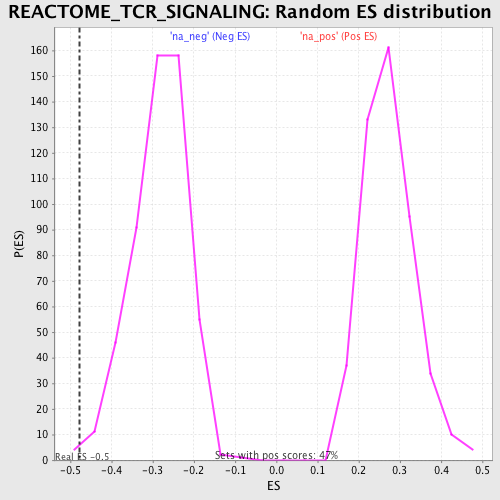 REACTOME_TCR_SIGNALING: Random ES distribution
'na_neg' (Neg ES)
'na_pos' (Pos ES)
160
150
140
130
120
110
100
90
80
70
60
50
40
30
20
10
0
P(ES)
Real ES -0.5
Sets with pos scores: 47%
-0.5 -0.4 -0.3 -0.2 -0.1 0.0 0.1 0.2 0.3 0.4 0.5
ES